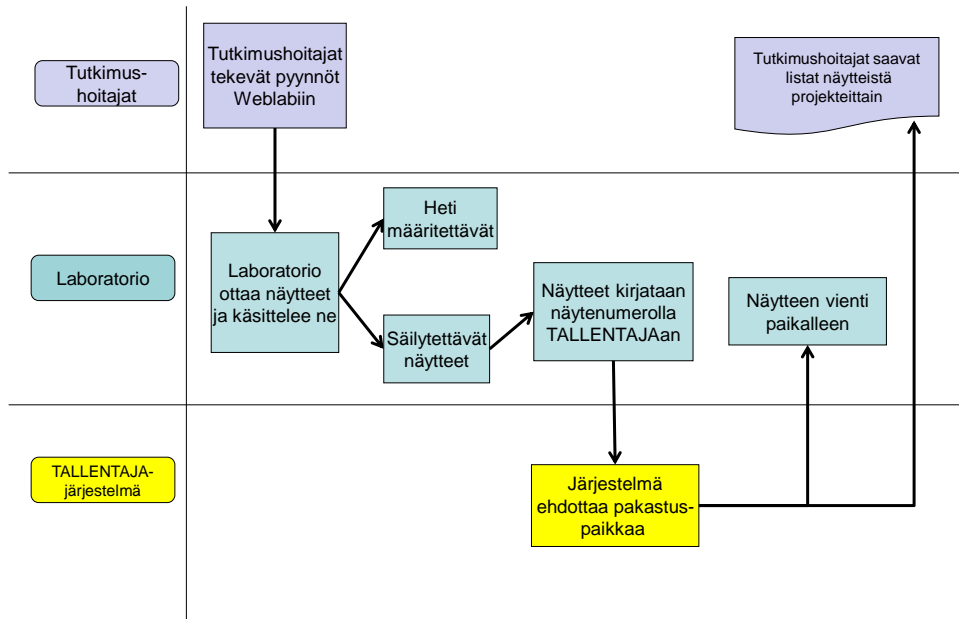 Tutkimus-
hoitajat
Tutkimushoitajat
tekevät pyynnöt
Weblabiin
Tutkimushoitajat saavat
listat näytteistä
projekteittain
Laboratorio
Laboratorio
ottaa näytteet
ja käsittelee ne
Heti
määritettävät
Säilytettävät
näytteet
Näytteet kirjataan
näytenumerolla
TALLENTAJAan
Näytteen vienti
paikalleen
TALLENTAJA-
järjestelmä
Järjestelmä
ehdottaa pakastus-
paikkaa